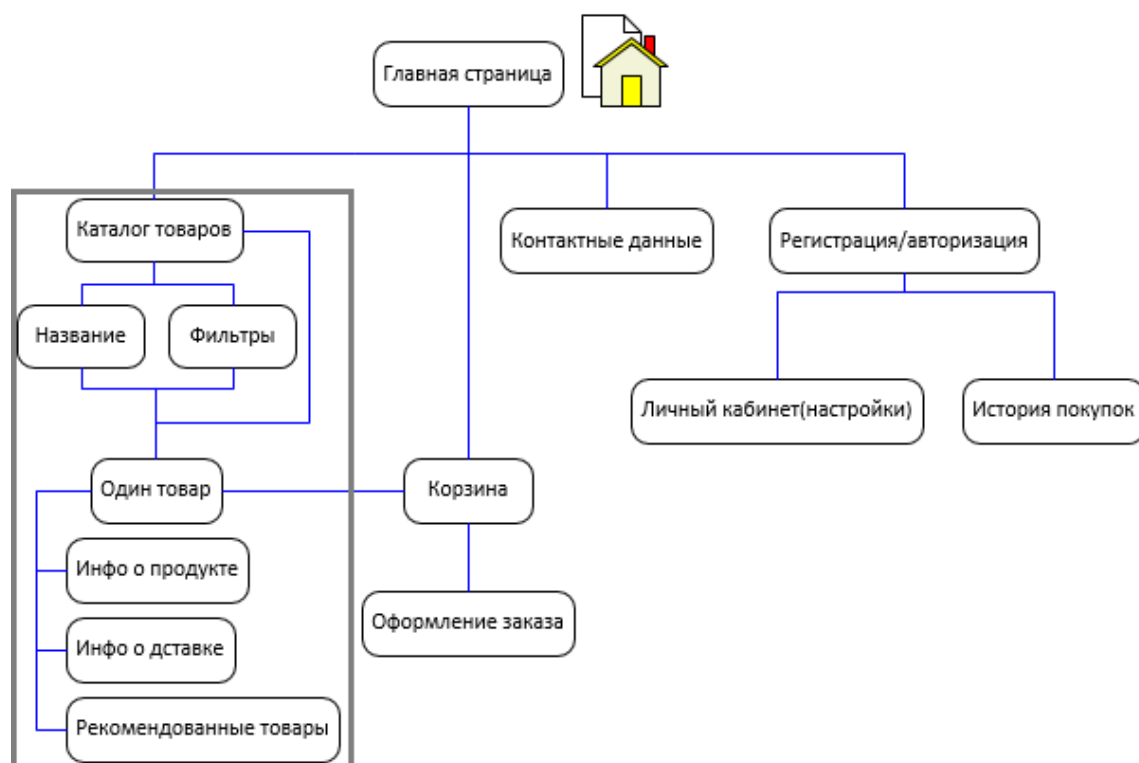 Главная страница
Каталог товаров
Контактные данные
Регистрация/авторизация
Название
Фильтры
Личный кабинет(настройки)
История покупок
Один товар
Корзина
Инфо о продукте
Оформление заказа
Инфо о дставке
Рекомендованные товары